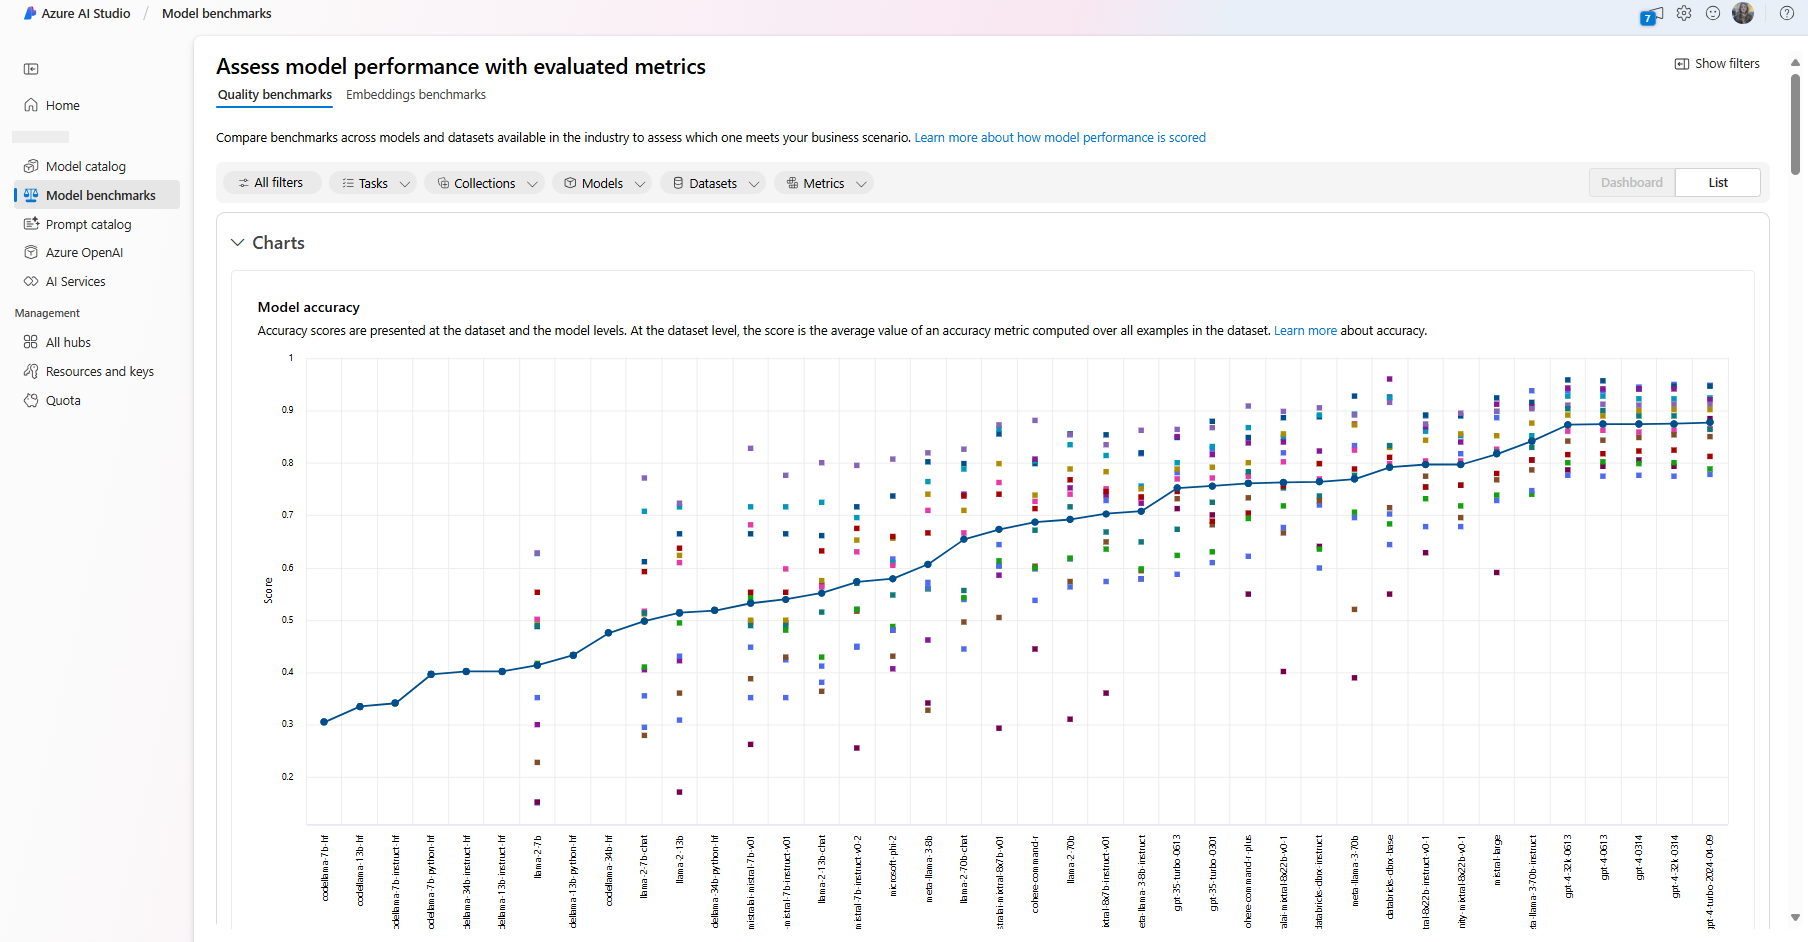 Azure AI Studio / Model benchmarks
7
Home
Model catalog
Model benchmarks
Prompt catalog
Azure OpenAI
AI Services
Management
All hubs
Resources and keys
Quota
Assess model performance with evaluated metrics
Show filters
Quality benchmarks Embeddings benchmarks
Compare benchmarks across models and datasets available in the industry to assess which one meets your business scenario. Learn more about how model performance is scored
All filters Tasks Collections Models Datasets Metrics Dashboard List
Charts
Model accuracy
Accuracy scores are presented at the dataset and the model levels. At the dataset level, the score is the average value of an accuracy metric computed over all examples in the dataset. Learn more about accuracy.
1
0.9
0.8
0.7
0.6
0.5
0.4
0.3
0.2
Score
codellama-7b-hf
codellama-13b-hf
odellama-7b-instruct-hf
odellama-7b-python-hf
dellama-34b-instruct-hf
dellama-13b-instruct-hf
llama-2-7b
dellama-13b-python-hf
codellama-34b-hf
llama-2-7b-chat
llama-2-13b
dellama-34b-python-hf
mistralai-mistral-7b-v01
-mistral-7b-instruct-v01
llama-2-13b-chat
mistral-7b-instruct-v0-2
microsoft-phi-2
meta-llama-3-8b
llama-2-70b-chat
stralai-mixtral-8x7b-v01
cohere-command-r
llama-2-70b
ixtral-8x7b-instruct-v01
eta-llama-3-8b-instruct
gpt-35-turbo-0613
gpt-35-turbo-0301
ohere-command-r-plus
alai-mixtral-8x22b-v0-1
databricks-dbrx-instruct
meta-llama-3-70b
databricks-dbrx-base
tral-8x22b-instruct-v0-1
nity-mixtral-8x22b-v0-1
mistral-large
ta-llama-3-70b-instruct
gpt-4-32k-0613
gpt-4-0613
gpt-4-0314
gpt-4-32k-0314
gpt-4-turbo-2024-04-09